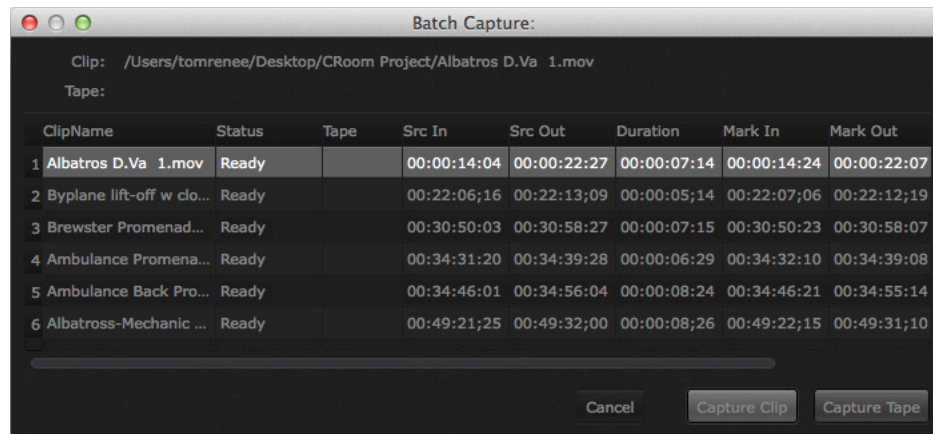 Batch Capture:
Clip: /Users/tomrenee/Desktop/CRoom Project/Albatros D.Va 1.mov
Tape:
ClipName Status Tape Src In Src Out Duration Mark In Mark Out
1 Albatros D.Va 1.mov Ready 00:00:14:04 00:00:22:27 00:00:07:14 00:00:14:24 00:00:22:07
2 Byplane lift-off w clo... Ready 00:22:06;16 00:22:13;09 00:00:05;14 00:22:07;06 00:22:12;19
3 Brewster Promenad... Ready 00:30:50:03 00:30:58:27 00:00:07:15 00:30:50:23 00:30:58:07
4 Ambulance Promena... Ready 00:34:31:20 00:34:39:28 00:00:06:29 00:34:32:10 00:34:39:08
5 Ambulance Back Pro... Ready 00:34:46:01 00:34:56:04 00:00:08:24 00:34:46:21 00:34:55:14
6 Albatross-Mechanic ... Ready 00:49:21;25 00:49:32;00 00:00:08;26 00:49:22;15 00:49:31;10
Cancel Capture Clip Capture Tape